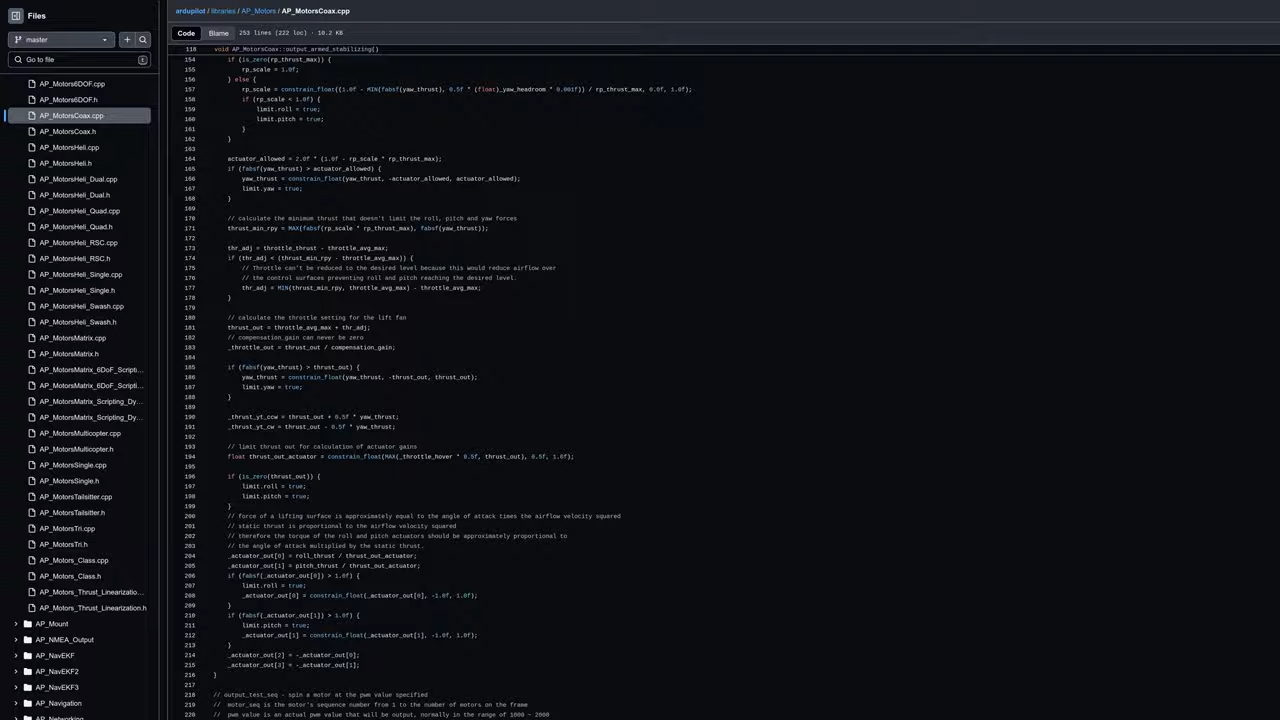 Files
master
Go to file
t
AP_Motors6DOF.cpp
AP_Motors6DOF.h
AP_MotorsCoax.cpp
AP_MotorsCoax.h
AP_MotorsHeli.cpp
AP_MotorsHeli.h
AP_MotorsHeli_Dual.cpp
AP_MotorsHeli_Dual.h
AP_MotorsHeli_Quad.cpp
AP_MotorsHeli_Quad.h
AP_MotorsHeli_RSC.cpp
AP_MotorsHeli_RSC.h
AP_MotorsHeli_Single.cpp
AP_MotorsHeli_Single.h
AP_MotorsHeli_Swash.cpp
AP_MotorsHeli_Swash.h
AP_MotorsMatrix.cpp
AP_MotorsMatrix.h
AP_MotorsMatrix_6DoF_Scripti...
AP_MotorsMatrix_6DoF_Scripti...
AP_MotorsMatrix_Scripting_Dy...
AP_MotorsMatrix_Scripting_Dy...
AP_MotorsMulticopter.cpp
AP_MotorsMulticopter.h
AP_MotorsSingle.cpp
AP_MotorsSingle.h
AP_MotorsTailsitter.cpp
AP_MotorsTailsitter.h
AP_MotorsTri.cpp
AP_MotorsTri.h
AP_Motors_Class.cpp
AP_Motors_Class.h
AP_Motors_Thrust_Linearizatio...
AP_Motors_Thrust_Linearization.h
AP_Mount
AP_NMEA_Output
AP_NavEKF
AP_NavEKF2
AP_NavEKF3
AP_Navigation
AP_Networking
ardupilot / libraries / AP_Motors / AP_MotorsCoax.cpp
Code Blame 253 lines (222 loc) · 10.2 KB
118 void AP_MotorsCoax::output_armed_stabilizing()
154 if (is_zero(rp_thrust_max)) {
155 rp_scale = 1.0f;
156 } else {
157 rp_scale = constrain_float((1.0f - MIN(fabsf(yaw_thrust), 0.5f * (float)_yaw_headroom * 0.001f)) / rp_thrust_max, 0.0f, 1.0f);
158 if (rp_scale < 1.0f) {
159 limit.roll = true;
160 limit.pitch = true;
161 }
162 }
163
164 actuator_allowed = 2.0f * (1.0f - rp_scale * rp_thrust_max);
165 if (fabsf(yaw_thrust) > actuator_allowed) {
166 yaw_thrust = constrain_float(yaw_thrust, -actuator_allowed, actuator_allowed);
167 limit.yaw = true;
168 }
169
170 // calculate the minimum thrust that doesn't limit the roll, pitch and yaw forces
171 thrust_min_rpy = MAX(fabsf(rp_scale * rp_thrust_max), fabsf(yaw_thrust));
172
173 thr_adj = throttle_thrust - throttle_avg_max;
174 if (thr_adj < (thrust_min_rpy - throttle_avg_max)) {
175 // Throttle can't be reduced to the desired level because this would reduce airflow over
176 // the control surfaces preventing roll and pitch reaching the desired level.
177 thr_adj = MIN(thrust_min_rpy, throttle_avg_max) - throttle_avg_max;
178 }
179
180 // calculate the throttle setting for the lift fan
181 thrust_out = throttle_avg_max + thr_adj;
182 // compensation_gain can never be zero
183 _throttle_out = thrust_out / compensation_gain;
184
185 if (fabsf(yaw_thrust) > thrust_out) {
186 yaw_thrust = constrain_float(yaw_thrust, -thrust_out, thrust_out);
187 limit.yaw = true;
188 }
189
190 _thrust_yt_ccw = thrust_out + 0.5f * yaw_thrust;
191 _thrust_yt_cw = thrust_out - 0.5f * yaw_thrust;
192
193 // limit thrust out for calculation of actuator gains
194 float thrust_out_actuator = constrain_float(MAX(_throttle_hover * 0.5f, thrust_out), 0.5f, 1.0f);
195
196 if (is_zero(thrust_out)) {
197 limit.roll = true;
198 limit.pitch = true;
199 }
200 // force of a lifting surface is approximately equal to the angle of attack times the airflow velocity squared
201 // static thrust is proportional to the airflow velocity squared
202 // therefore the torque of the roll and pitch actuators should be approximately proportional to
203 // the angle of attack multiplied by the static thrust.
204 _actuator_out[0] = roll_thrust / thrust_out_actuator;
205 _actuator_out[1] = pitch_thrust / thrust_out_actuator;
206 if (fabsf(_actuator_out[0]) > 1.0f) {
207 limit.roll = true;
208 _actuator_out[0] = constrain_float(_actuator_out[0], -1.0f, 1.0f);
209 }
210 if (fabsf(_actuator_out[1]) > 1.0f) {
211 limit.pitch = true;
212 _actuator_out[1] = constrain_float(_actuator_out[1], -1.0f, 1.0f);
213 }
214 _actuator_out[2] = -_actuator_out[0];
215 _actuator_out[3] = -_actuator_out[1];
216 }
217
218 // output_test_seq - spin a motor at the pwm value specified
219 // motor_seq is the motor's sequence number from 1 to the number of motors on the frame
220 // pwm value is an actual pwm value that will be output, normally in the range of 1000 ~ 2000